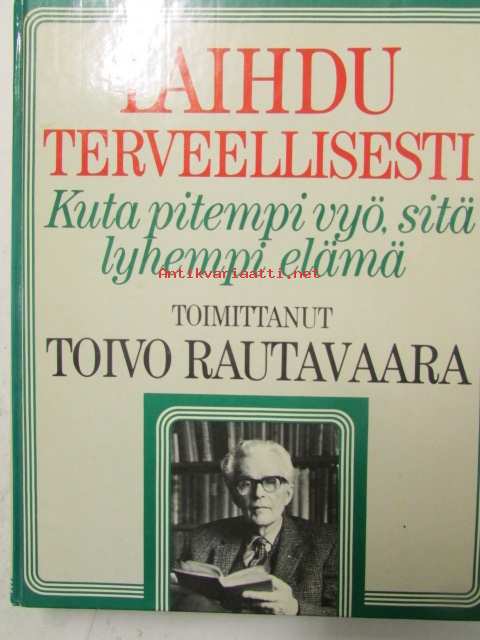 LAIHDU
TERVEELLISESTI
Kuta pitempi vyö, sitä
lyhempi elämä
Antikvariaatti.net
TOIMITTANUT
TOIVO RAUTAVAARA